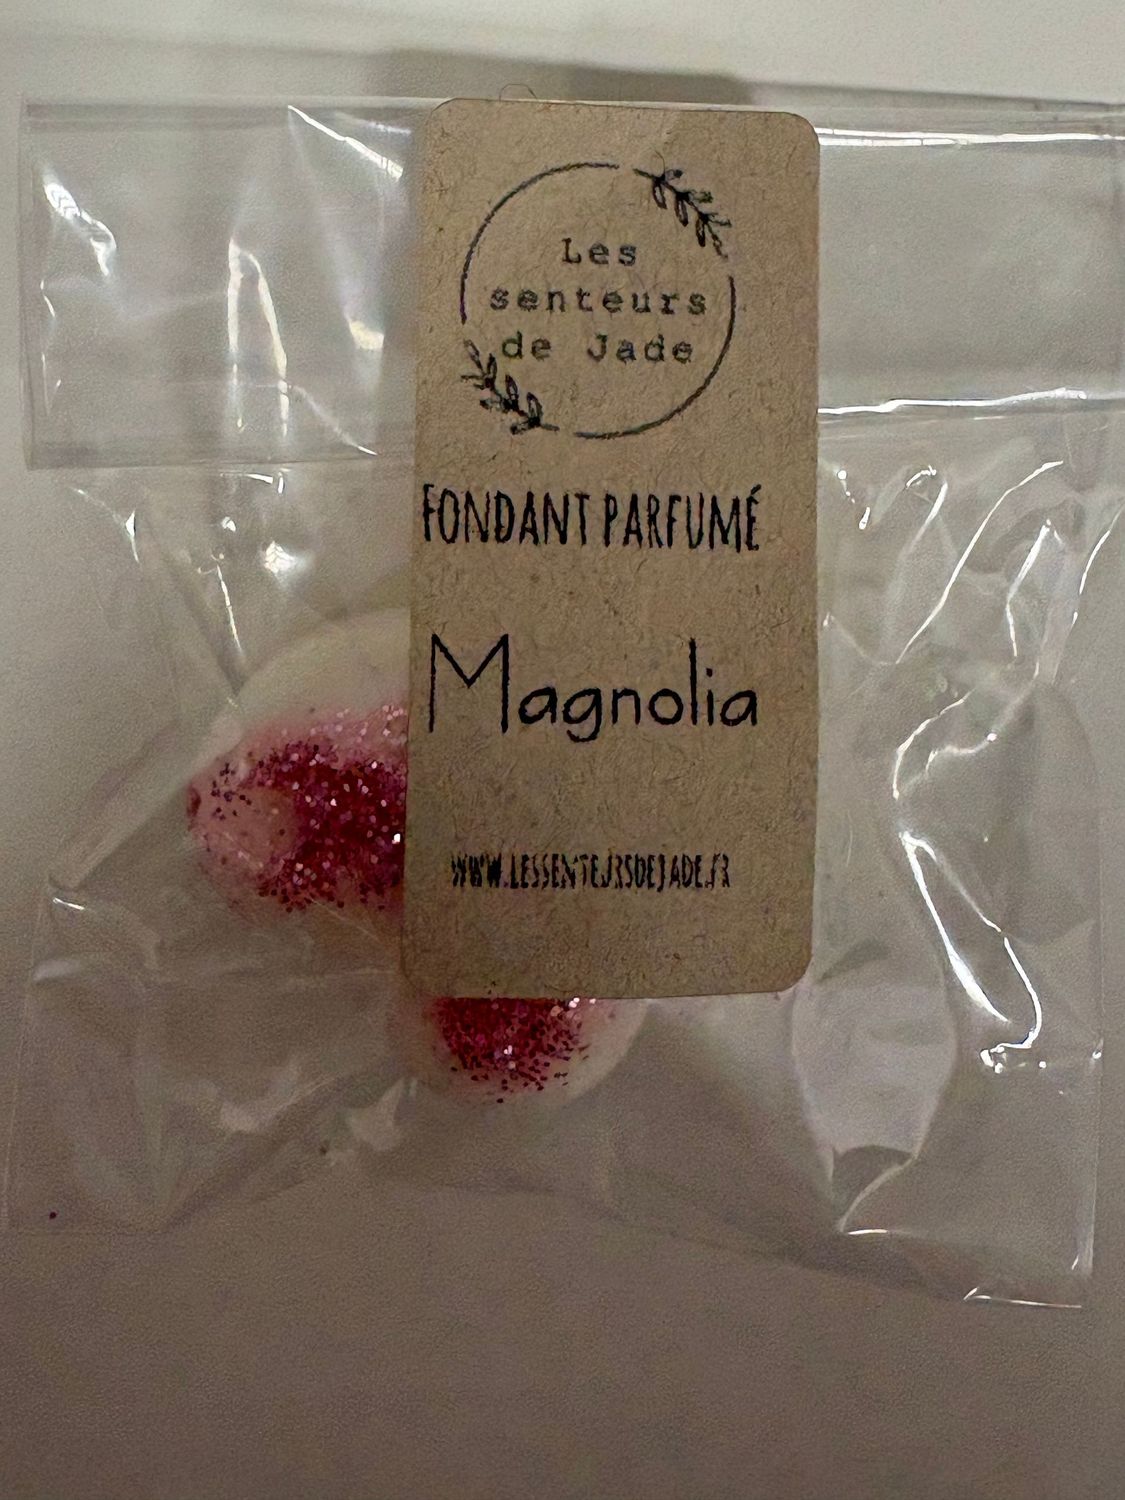 Les
senteurs
de Jade
FONDANT PARFUMÉ
Magnolia
WWW.LESSENTEURSDEJADE.FR